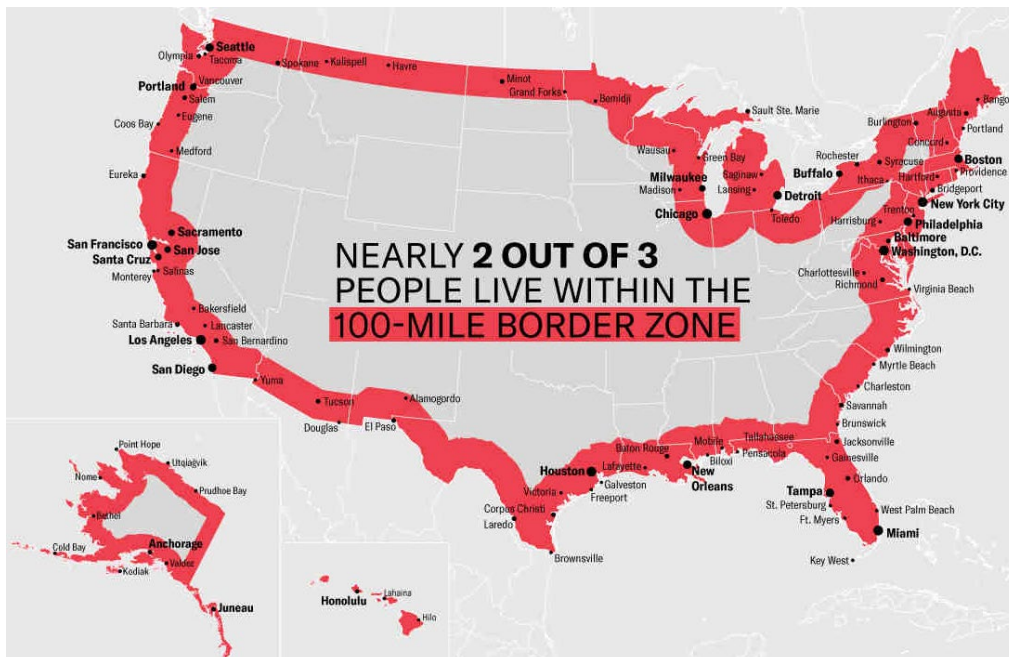 Seattle
Olympia
Tacoma
Spokane
Kalispell
Havre
Minot
Grand Forks
Bemidji
Sault Ste. Marie
Portland
Vancouver
Salem
Eugene
Coos Bay
Medford
Eureka
Wausau
Green Bay
Milwaukee
Madison
Saginaw
Lansing
Detroit
Chicago
Toledo
Buffalo
Rochester
Syracuse
Ithaca
Burlington
Augusta
Bango
Portland
Concord
Boston
Providence
Hartford
Bridgeport
New York City
Trenton
Philadelphia
Harrisburg
Baltimore
Washington, D.C.
Charlottesville
Richmond
Virginia Beach
Sacramento
San Francisco
San Jose
Santa Cruz
Monterey
Salinas
NEARLY 2 OUT OF 3
PEOPLE LIVE WITHIN THE
100-MILE BORDER ZONE
Bakersfield
Santa Barbara
Lancaster
Los Angeles
San Bernardino
San Diego
Yuma
Tucson
Douglas
Alamogordo
El Paso
Wilmington
Myrtle Beach
Charleston
Savannah
Brunswick
Jacksonville
Gainesville
Orlando
Tampa
St. Petersburg
Ft. Myers
West Palm Beach
Miami
Key West
Tallahassee
Pensacola
Mobile
Biloxi
Buton Rouge
New
Orleans
Lafayette
Houston
Galveston
Freeport
Victoria
Corpus Christi
Laredo
Brownsville
Point Hope
Utqiaġvik
Nome
Prudhoe Bay
Bethel
Anchorage
Cold Bay
Valdez
Kodiak
Juneau
Honolulu
Lahaina
Hilo